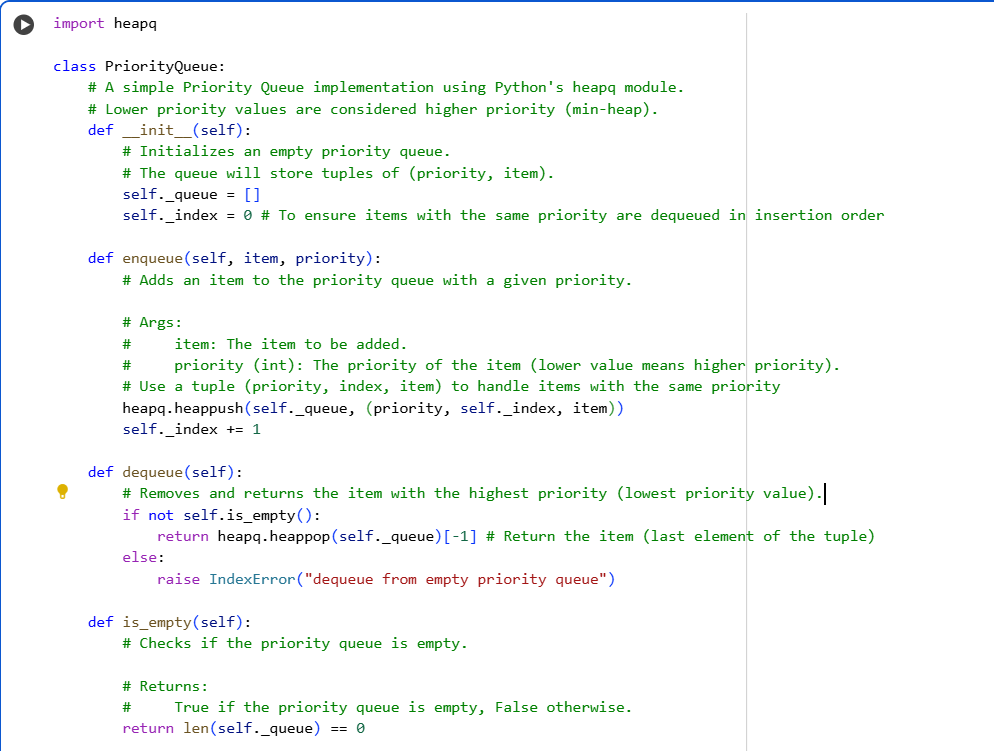 import heapq
class PriorityQueue:
    # A simple Priority Queue implementation using Python's heapq module.
    # Lower priority values are considered higher priority (min-heap).
    def __init__(self):
        # Initializes an empty priority queue.
        # The queue will store tuples of (priority, item).
        self._queue = []
        self._index = 0 # To ensure items with the same priority are dequeued in insertion order
    def enqueue(self, item, priority):
        # Adds an item to the priority queue with a given priority.
        # Args:
        #     item: The item to be added.
        #     priority (int): The priority of the item (lower value means higher priority).
        # Use a tuple (priority, index, item) to handle items with the same priority
        heapq.heappush(self._queue, (priority, self._index, item))
        self._index += 1
    def dequeue(self):
        # Removes and returns the item with the highest priority (lowest priority value).
        if not self.is_empty():
            return heapq.heappop(self._queue)[-1] # Return the item (last element of the tuple)
        else:
            raise IndexError("dequeue from empty priority queue")
    def is_empty(self):
        # Checks if the priority queue is empty.
        # Returns:
        #     True if the priority queue is empty, False otherwise.
        return len(self._queue) == 0